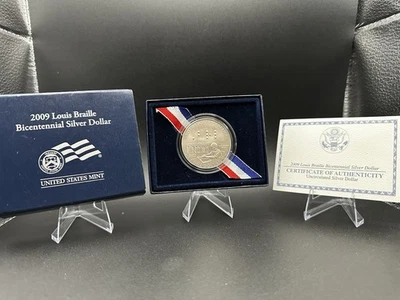 2009 Louis Braille
Bicentennial Silver Dollar
UNITED STATES MINT
2009 Louis Braille Bicentennial Silver Dollar
CERTIFICATE OF AUTHENTICITY
Uncirculated Silver Dollar